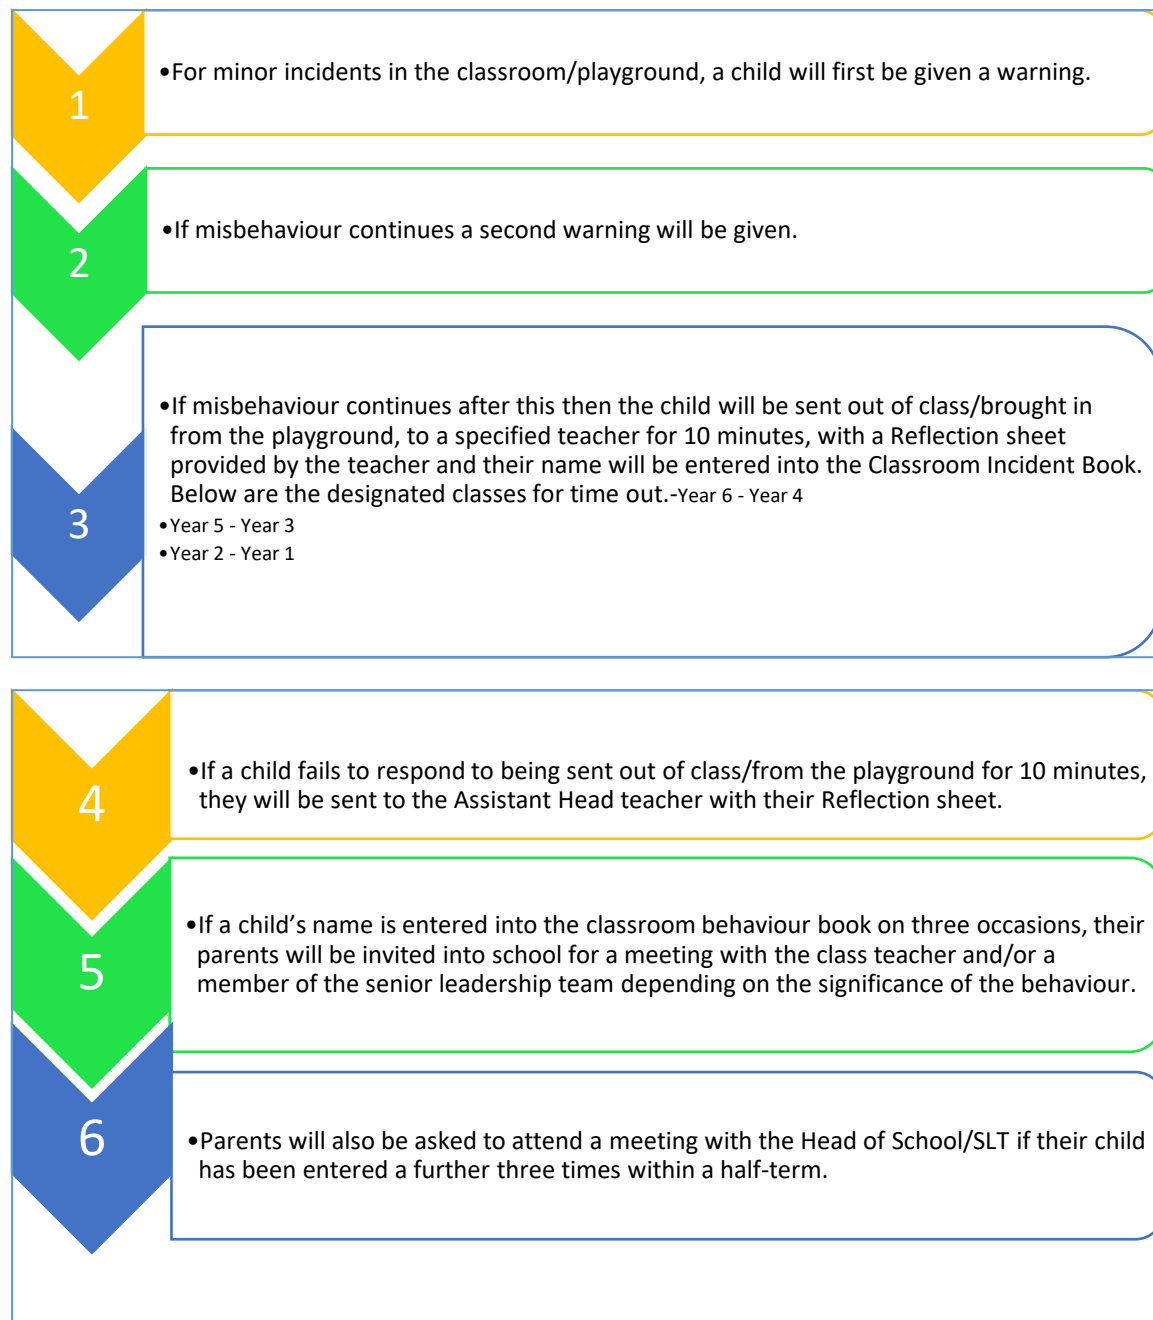 1
•For minor incidents in the classroom/playground, a child will first be given a warning.
2
•If misbehaviour continues a second warning will be given.
3
•If misbehaviour continues after this then the child will be sent out of class/brought in
from the playground, to a specified teacher for 10 minutes, with a Reflection sheet
provided by the teacher and their name will be entered into the Classroom Incident Book.
Below are the designated classes for time out.-Year 6 - Year 4
•Year 5 - Year 3
•Year 2 - Year 1
4
•If a child fails to respond to being sent out of class/from the playground for 10 minutes,
they will be sent to the Assistant Head teacher with their Reflection sheet.
5
•If a child’s name is entered into the classroom behaviour book on three occasions, their
parents will be invited into school for a meeting with the class teacher and/or a
member of the senior leadership team depending on the significance of the behaviour.
6
•Parents will also be asked to attend a meeting with the Head of School/SLT if their child
has been entered a further three times within a half-term.